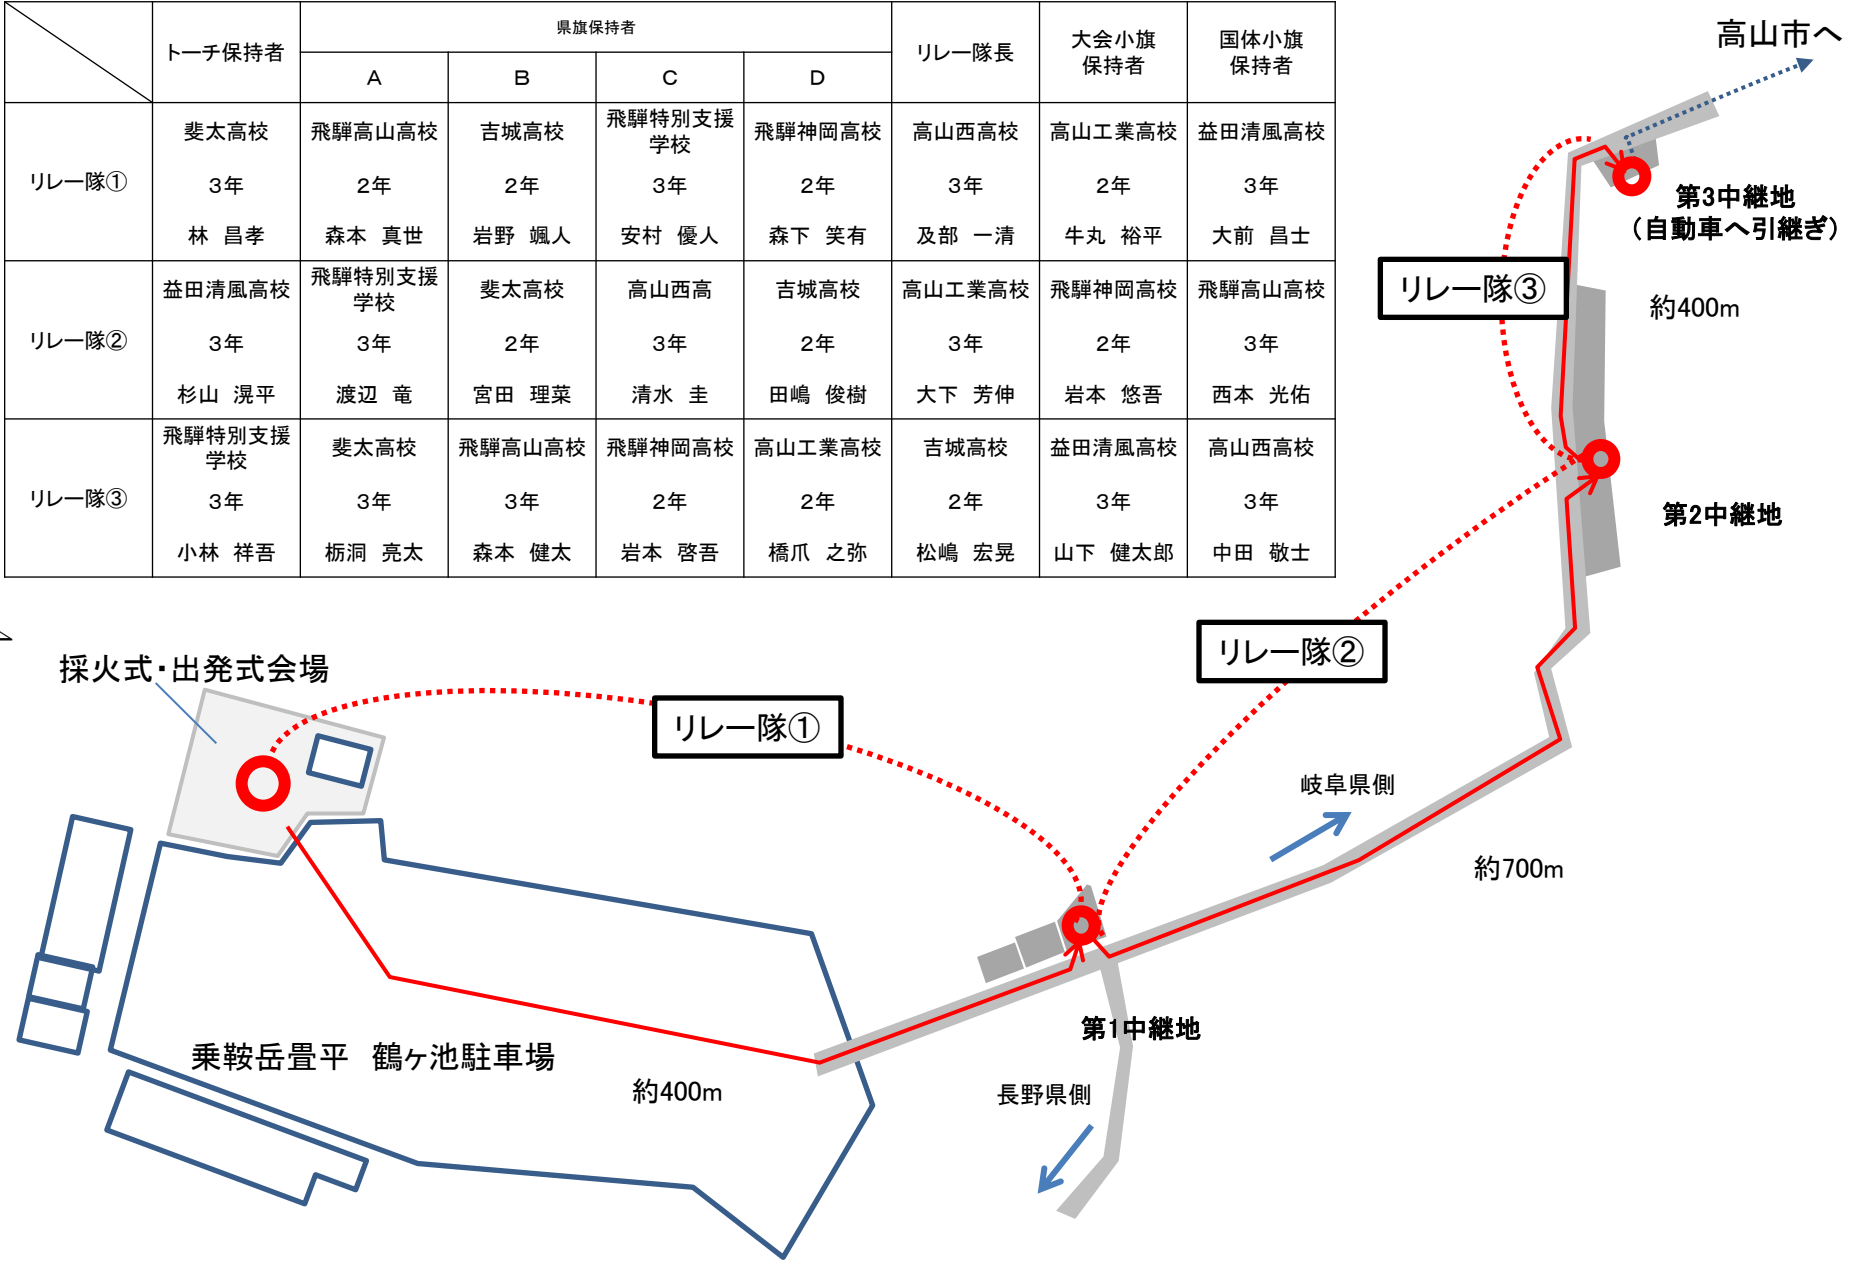 トーチ保持者
県旗保持者
リレー隊長
大会小旗
保持者
国体小旗
保持者
A
B
C
D
リレー隊①
斐太高校
3年
林 昌孝
飛騨高山高校
2年
森本 真世
吉城高校
2年
岩野 颯人
飛騨特別支援
学校
3年
安村 優人
飛騨神岡高校
2年
森下 笑有
高山西高校
3年
及部 一清
高山工業高校
2年
牛丸 裕平
益田清風高校
3年
大前 昌士
リレー隊②
益田清風高校
3年
杉山 滉平
飛騨特別支援
学校
3年
渡辺 竜
斐太高校
2年
宮田 理菜
高山西高
3年
清水 圭
吉城高校
2年
田嶋 俊樹
高山工業高校
3年
大下 芳伸
飛騨神岡高校
2年
岩本 悠吾
飛騨高山高校
3年
西本 光佑
リレー隊③
飛騨特別支援
学校
3年
小林 祥吾
斐太高校
3年
栃洞 亮太
飛騨高山高校
3年
森本 健太
飛騨神岡高校
2年
岩本 啓吾
高山工業高校
2年
橋爪 之弥
吉城高校
2年
松嶋 宏晃
益田清風高校
3年
山下 健太郎
高山西高校
3年
中田 敬士
高山市へ
第3中継地
（自動車へ引継ぎ）
リレー隊③
約400m
第2中継地
リレー隊②
採火式・出発式会場
リレー隊①
岐阜県側
約700m
第1中継地
乗鞍岳畳平 鶴ヶ池駐車場
約400m
長野県側